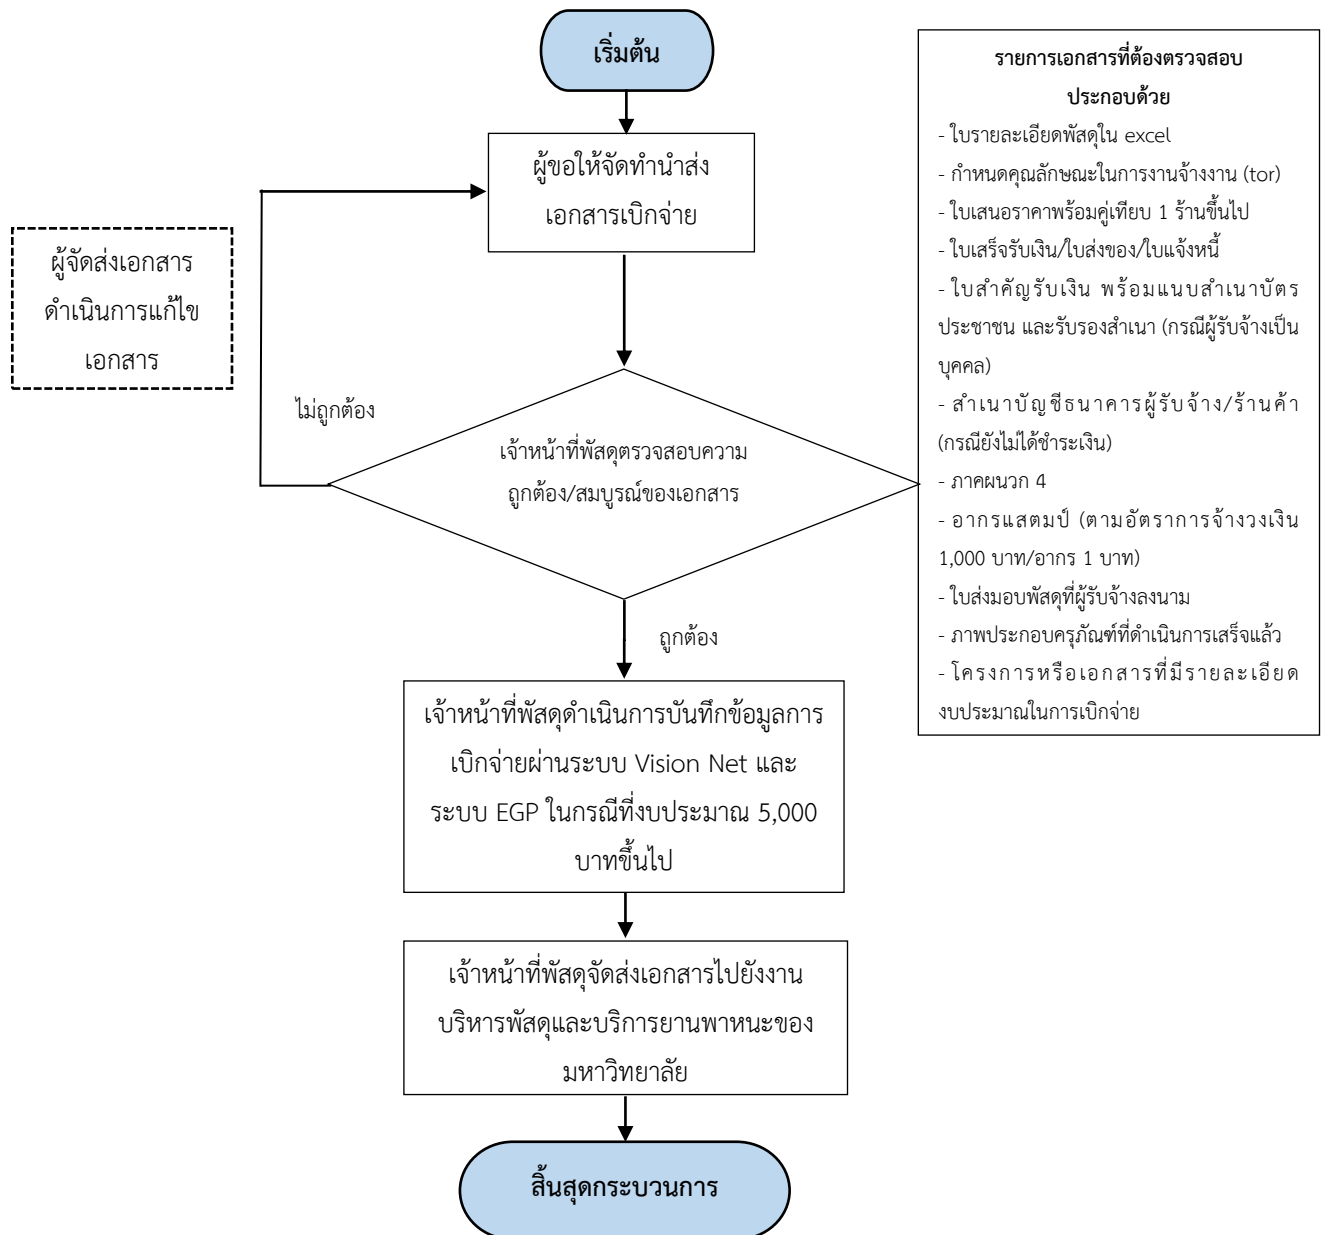 เริ่มต้น
ผู้ขอให้จัดทำนำส่ง
เอกสารเบิกจ่าย
ผู้จัดส่งเอกสาร
ดำเนินการแก้ไข
เอกสาร
ไม่ถูกต้อง
เจ้าหน้าที่พัสดุตรวจสอบความ
ถูกต้อง/สมบูรณ์ของเอกสาร
ถูกต้อง
เจ้าหน้าที่พัสดุดำเนินการบันทึกข้อมูลการ
เบิกจ่ายผ่านระบบ Vision Net และ
ระบบ EGP ในกรณีที่งบประมาณ 5,000
บาทขึ้นไป
เจ้าหน้าที่พัสดุจัดส่งเอกสารไปยังงาน
บริหารพัสดุและบริการยานพาหนะของ
มหาวิทยาลัย
สิ้นสุดกระบวนการ
รายการเอกสารที่ต้องตรวจสอบ
ประกอบด้วย
- ใบรายละเอียดพัสดุใน excel
- กำหนดคุณลักษณะในการงานจ้างงาน (tor)
- ใบเสนอราคาพร้อมคู่เทียบ 1 ร้านขึ้นไป
- ใบเสร็จรับเงิน/ใบส่งของ/ใบแจ้งหนี้
- ใบสำคัญรับเงิน พร้อมแนบสำเนาบัตร
ประชาชน และรับรองสำเนา (กรณีผู้รับจ้างเป็น
บุคคล)
- สำเนาบัญชีธนาคารผู้รับจ้าง/ร้านค้า
(กรณียังไม่ได้ชำระเงิน)
- ภาคผนวก 4
- อากรแสตมป์ (ตามอัตราการจ้างวงเงิน
1,000 บาท/อากร 1 บาท)
- ใบส่งมอบพัสดุที่ผู้รับจ้างลงนาม
- ภาพประกอบครุภัณฑ์ที่ดำเนินการเสร็จแล้ว
- โครงการหรือเอกสารที่มีรายละเอียด
งบประมาณในการเบิกจ่าย